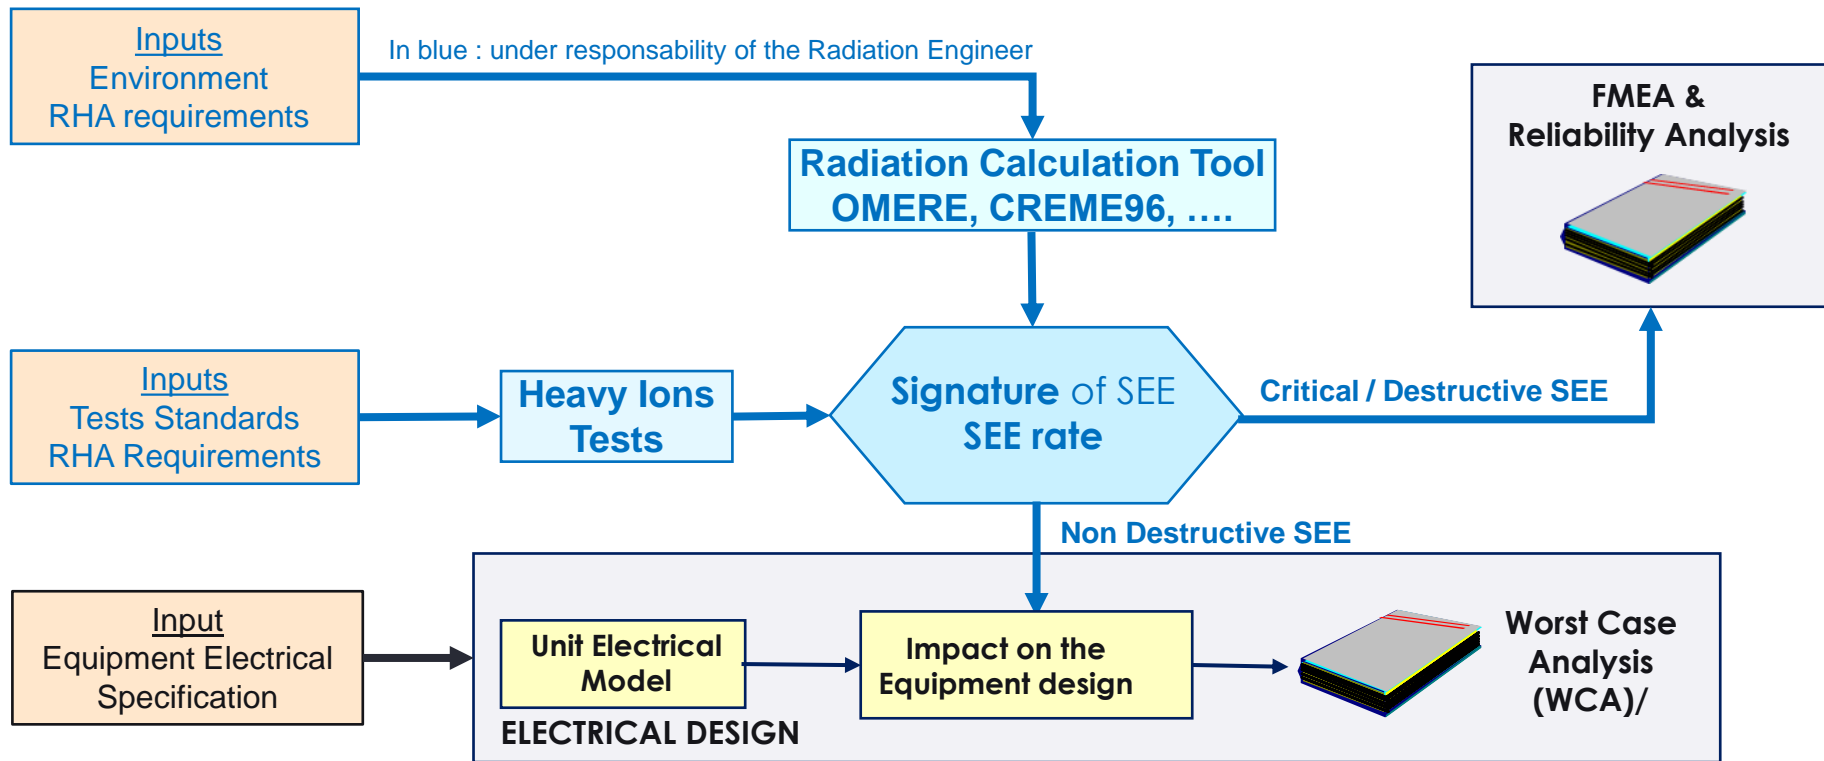 Inputs
Environment
RHA requirements
In blue : under responsability of the Radiation Engineer
Radiation Calculation Tool
OMERE, CREME96, ....
FMEA &
Reliability Analysis
Inputs
Tests Standards
RHA Requirements
Heavy Ions
Tests
Signature of SEE
SEE rate
Critical / Destructive SEE
Non Destructive SEE
Input
Equipment Electrical
Specification
Unit Electrical
Model
Impact on the
Equipment design
Worst Case
Analysis
(WCA)/
ELECTRICAL DESIGN